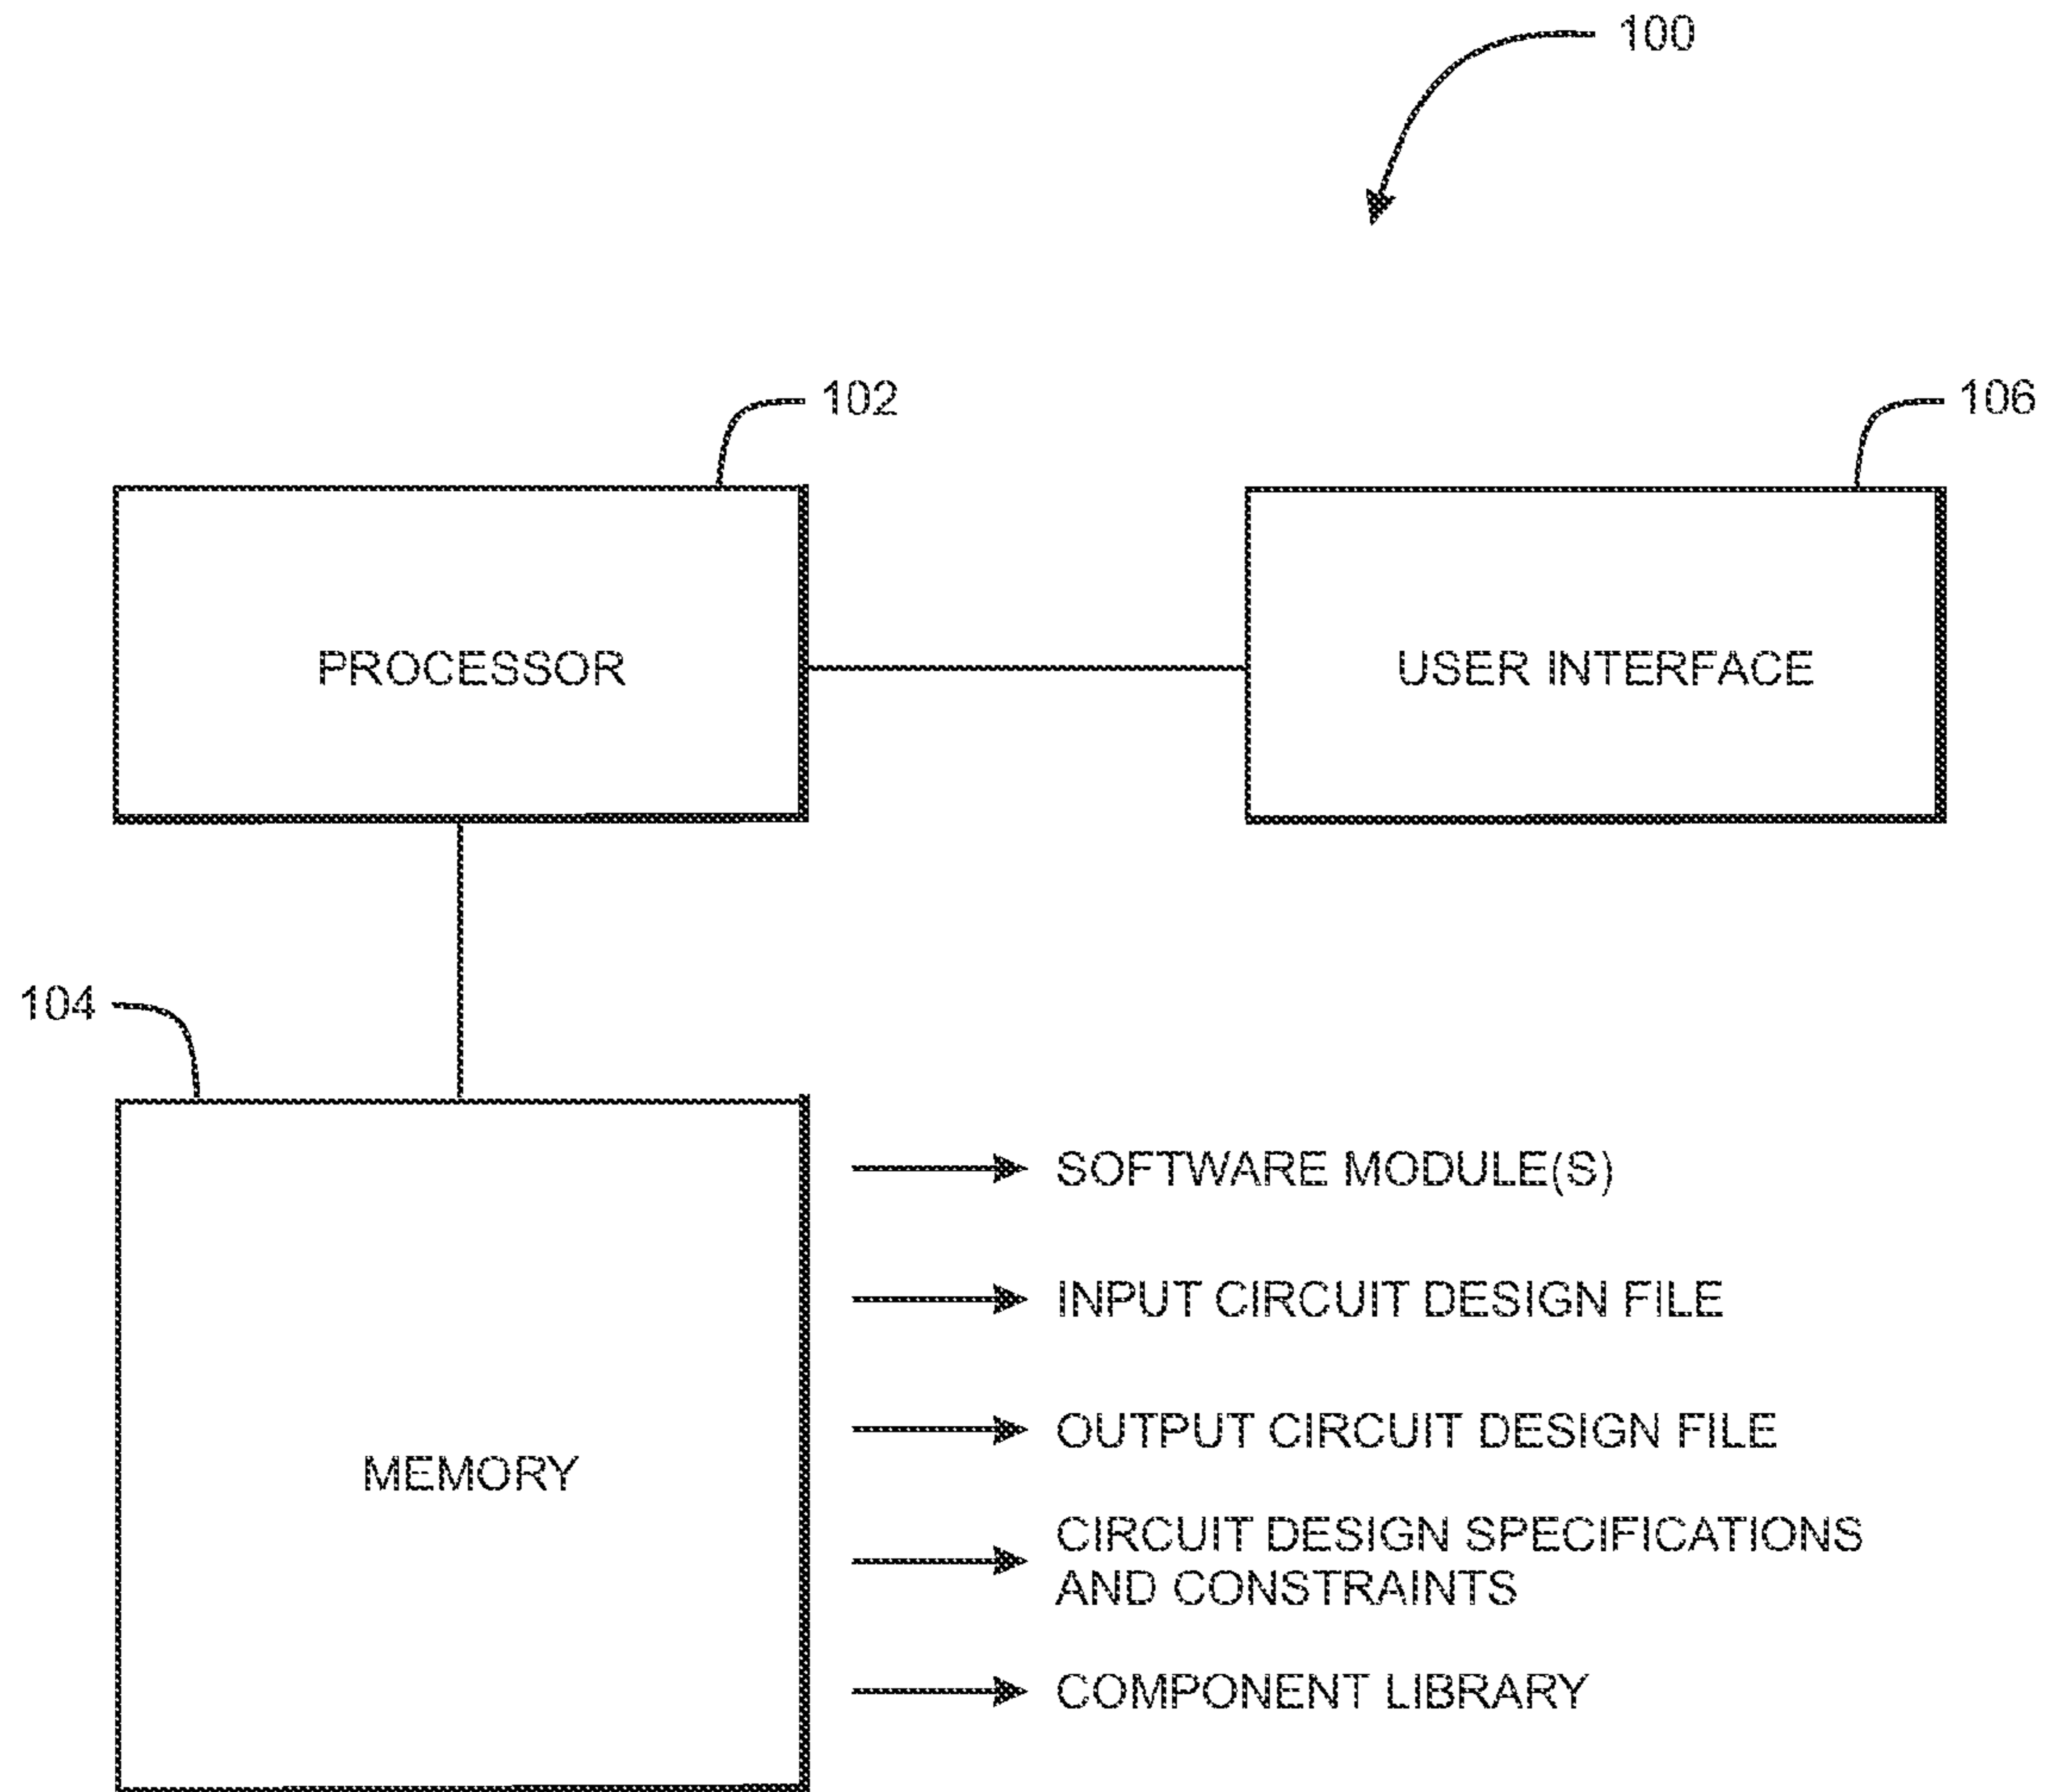 100
102
106
PROCESSOR
USER INTERFACE
104
SOFTWARE MODULE(S)
INPUT CIRCUIT DESIGN FILE
OUTPUT CIRCUIT DESIGN FILE
MEMORY
CIRCUIT DESIGN SPECIFICATIONS
AND CONSTRAINTS
COMPONENT LIBRARY